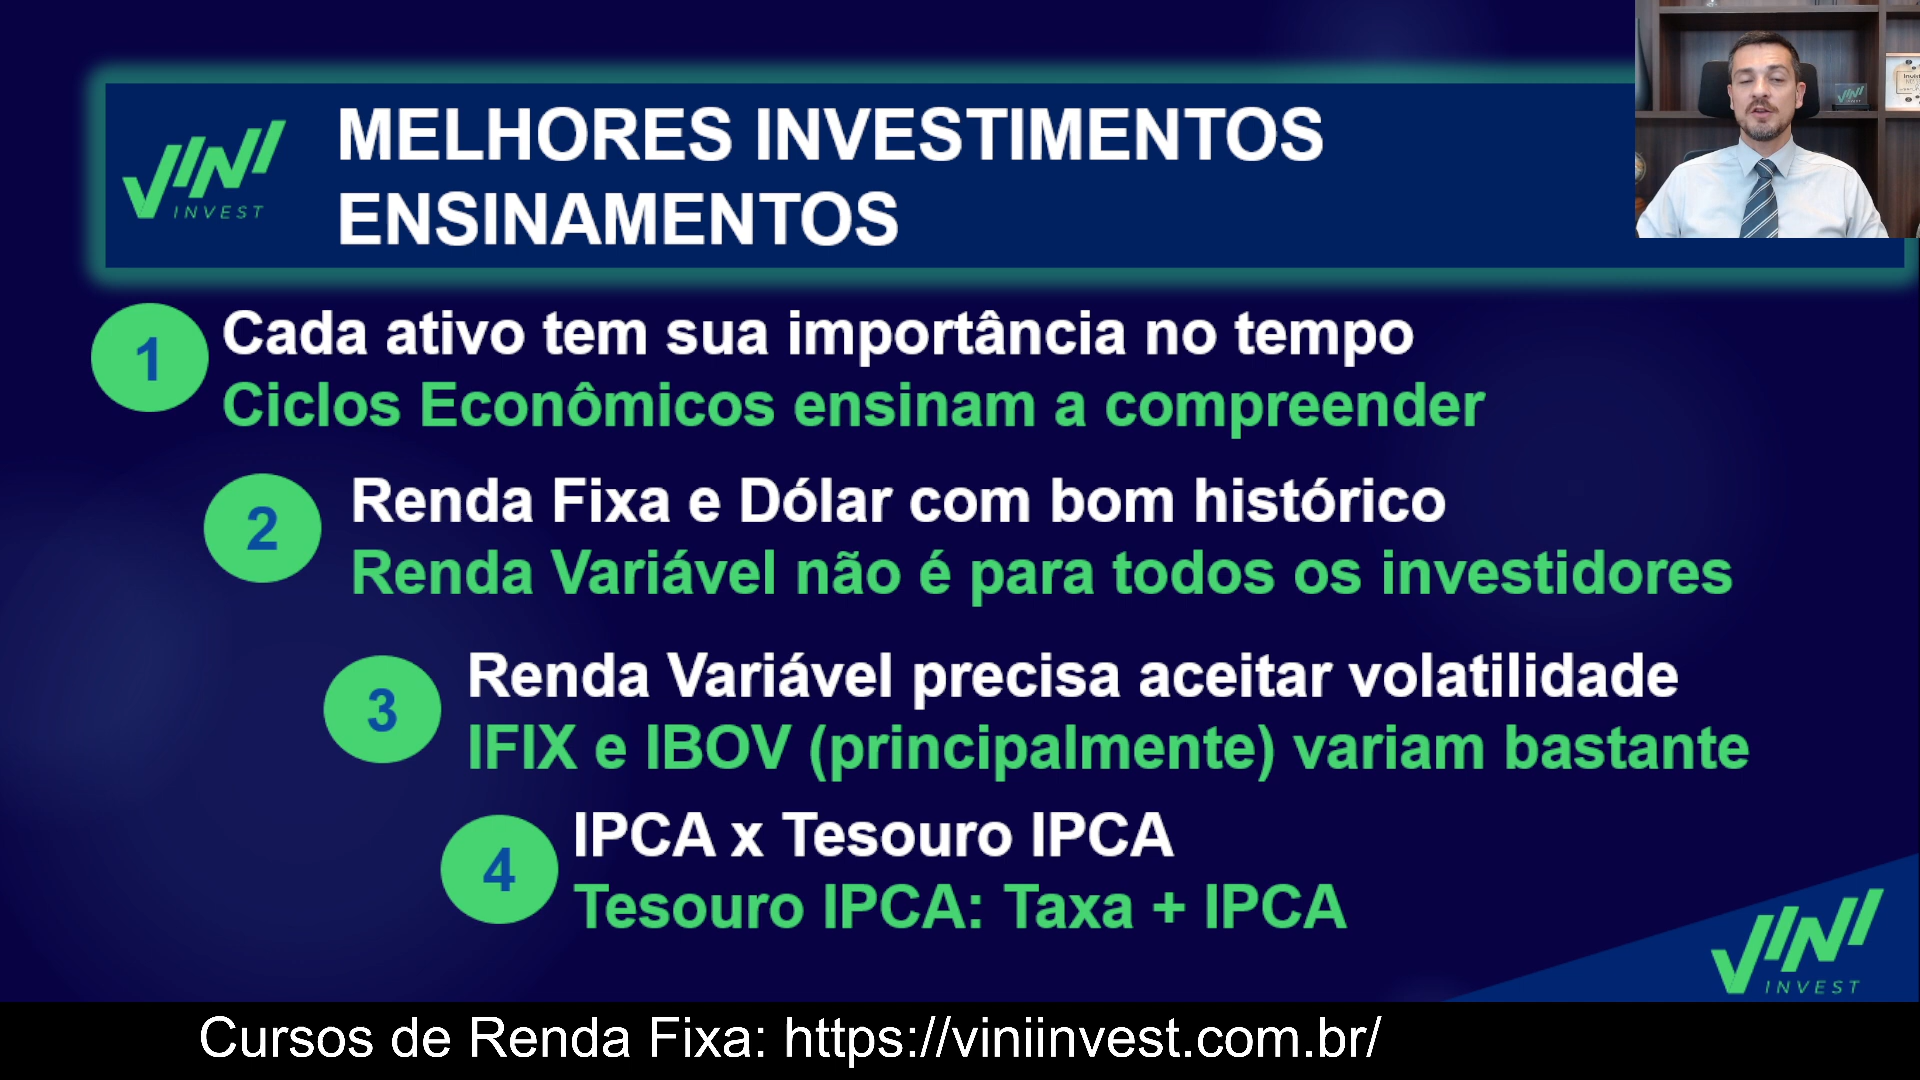 VINI
INVEST
MELHORES INVESTIMENTOS
ENSINAMENTOS
VINI
INVEST
1
Cada ativo tem sua importância no tempo
Ciclos Econômicos ensinam a compreender
2
Renda Fixa e Dólar com bom histórico
Renda Variável não é para todos os investidores
3
Renda Variável precisa aceitar volatilidade
IFIX e IBOV (principalmente) variam bastante
4
IPCA x Tesouro IPCA
Tesouro IPCA: Taxa + IPCA
VINI
INVEST
Cursos de Renda Fixa: https://viniinvest.com.br/